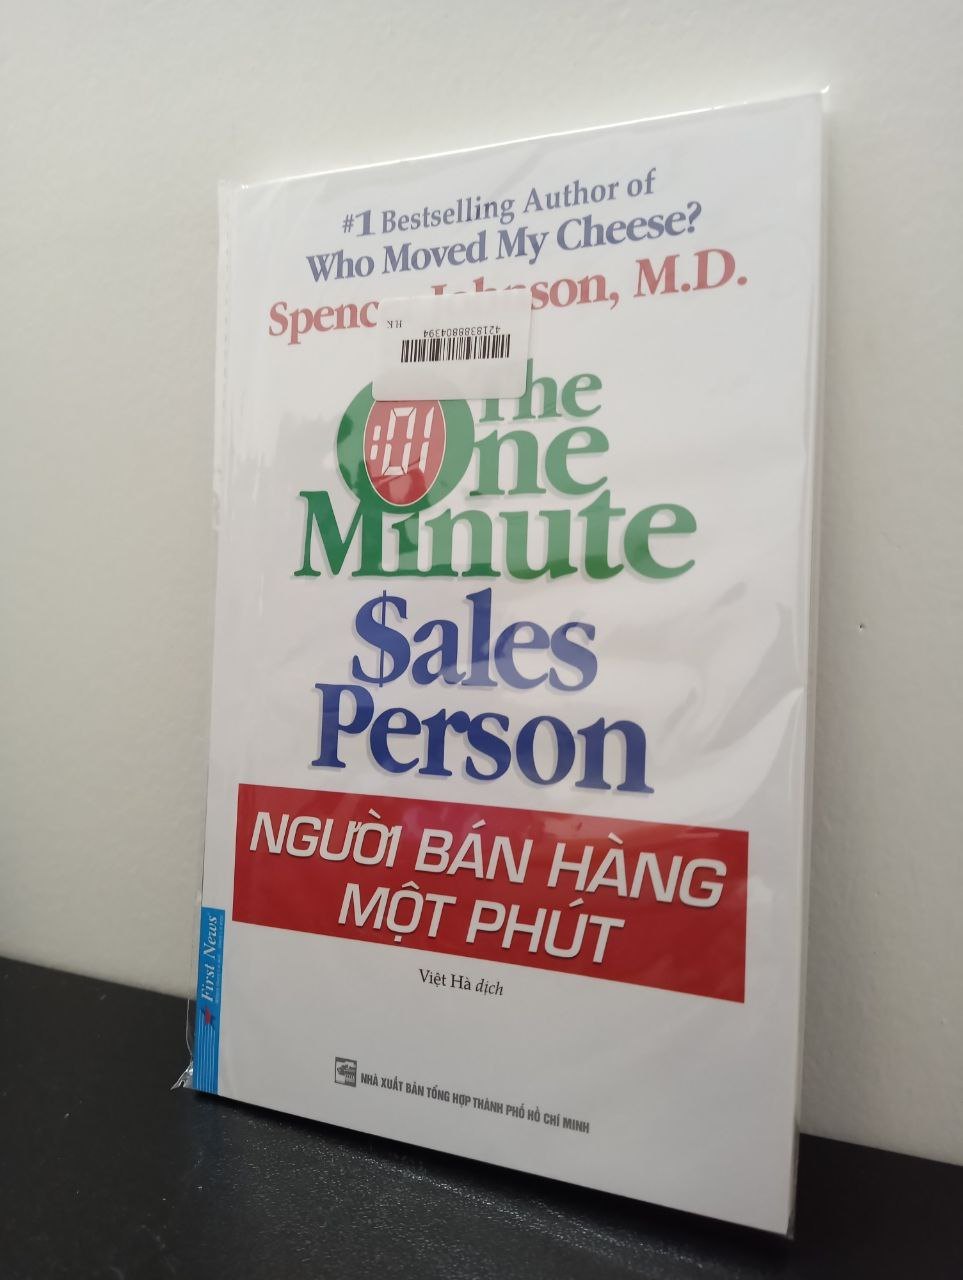 #1 Bestselling Author of
Who Moved My Cheese?
Spenc son, M.D.
H.K
4218388804394
:01
The
One
Minute
$ales
Person
NGƯỜI BÁN HÀNG
MỘT PHÚT
Việt Hà dịch
First News
NHÀ XUẤT BẢN TỔNG HỢP THÀNH PHỐ HỒ CHÍ MINH